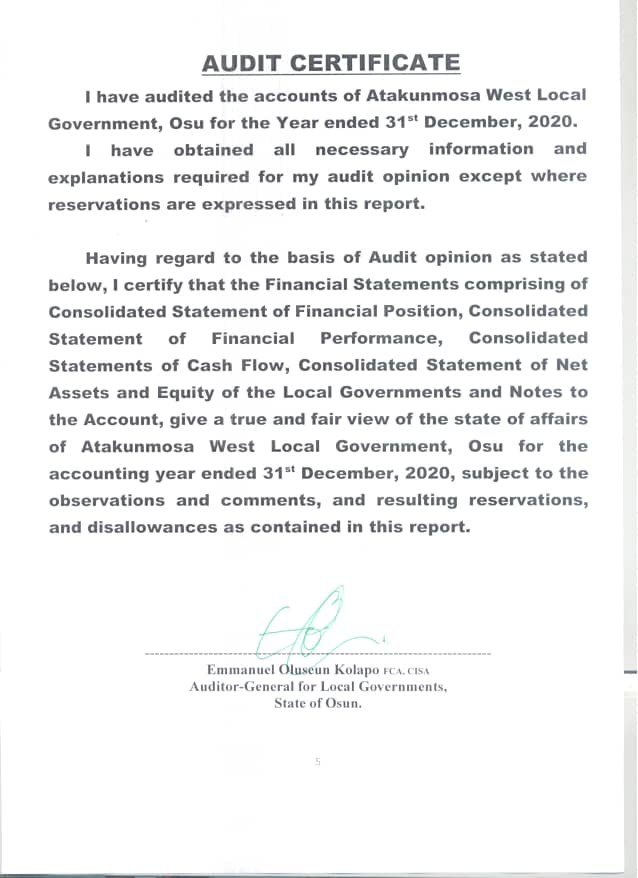 AUDIT CERTIFICATE
I have audited the accounts of Atakunmosa West Local
Government, Osu for the Year ended 31st December, 2020.
I have obtained all necessary information and
explanations required for my audit opinion except where
reservations are expressed in this report.
Having regard to the basis of Audit opinion as stated
below, I certify that the Financial Statements comprising of
Consolidated Statement of Financial Position, Consolidated
Statement of Financial Performance, Consolidated
Statements of Cash Flow, Consolidated Statement of Net
Assets and Equity of the Local Governments and Notes to
the Account, give a true and fair view of the state of affairs
of Atakunmosa West Local Government, Osu for the
accounting year ended 31st December, 2020, subject to the
observations and comments, and resulting reservations,
and disallowances as contained in this report.
Emmanuel Oluseun Kolapo FCA, CISA
Auditor-General for Local Governments,
State of Osun.
5